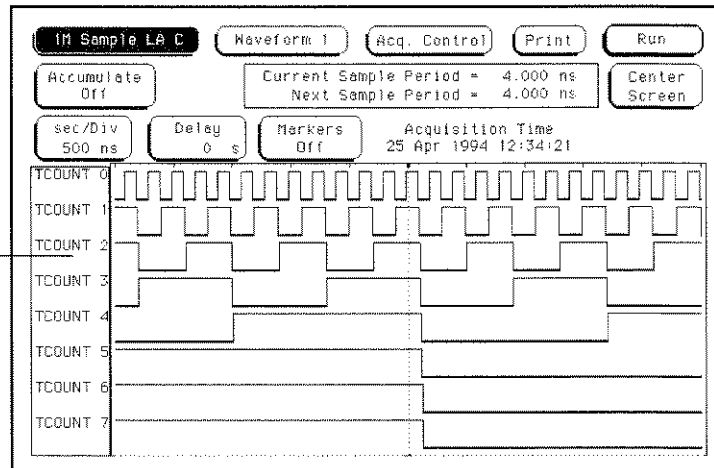 1M Sample LA C Waveform 1 Acq. Control Print Run
Accumulate Off
Current Sample Period = 4.000 ns
Next Sample Period = 4.000 ns
Center Screen
sec/Div 500 ns
Delay 0 s
Markers Off
Acquisition Time
25 Apr 1994 12:34:21
TCOUNT 0
TCOUNT 1
TCOUNT 2
TCOUNT 3
TCOUNT 4
TCOUNT 5
TCOUNT 6
TCOUNT 7